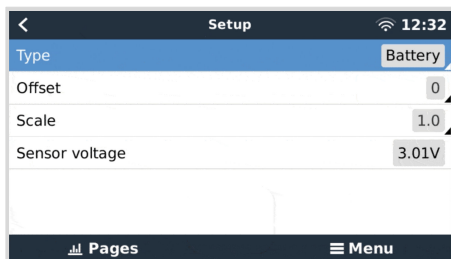 Setup
12:32
Type
Battery
Offset
0
Scale
1.0
Sensor voltage
3.01V
Pages
Menu